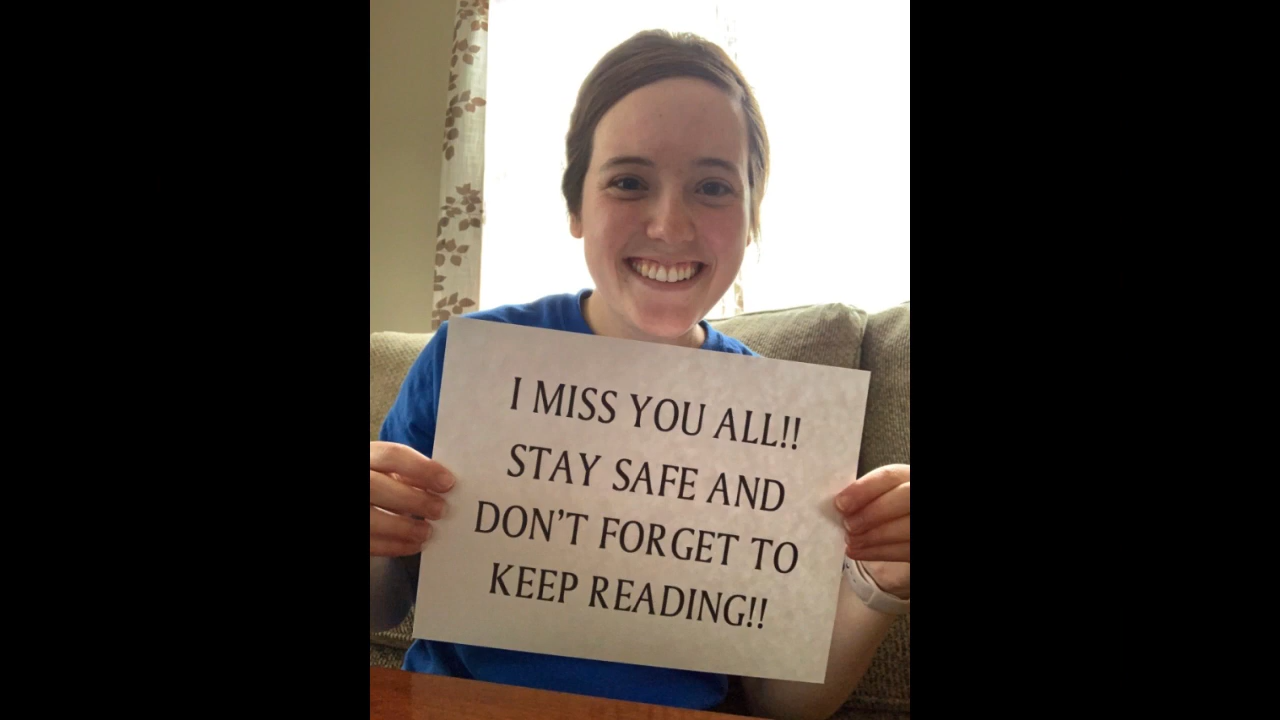 I MISS YOU ALL!!
STAY SAFE AND
DON'T FORGET TO
KEEP READING!!